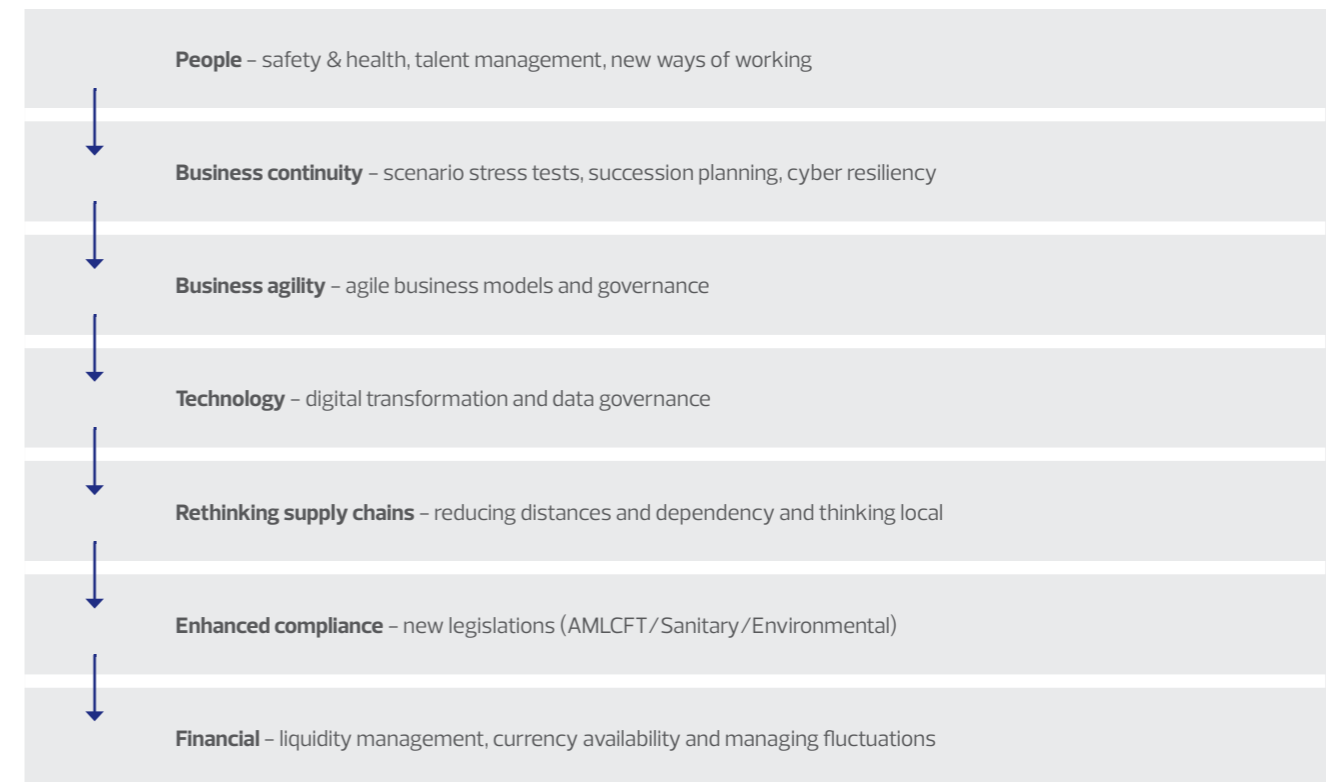 People – safety & health, talent management, new ways of working
Business continuity – scenario stress tests, succession planning, cyber resiliency
Business agility – agile business models and governance
Technology – digital transformation and data governance
Rethinking supply chains – reducing distances and dependency and thinking local
Enhanced compliance – new legislations (AMLCFT/Sanitary/Environmental)
Financial – liquidity management, currency availability and managing fluctuations